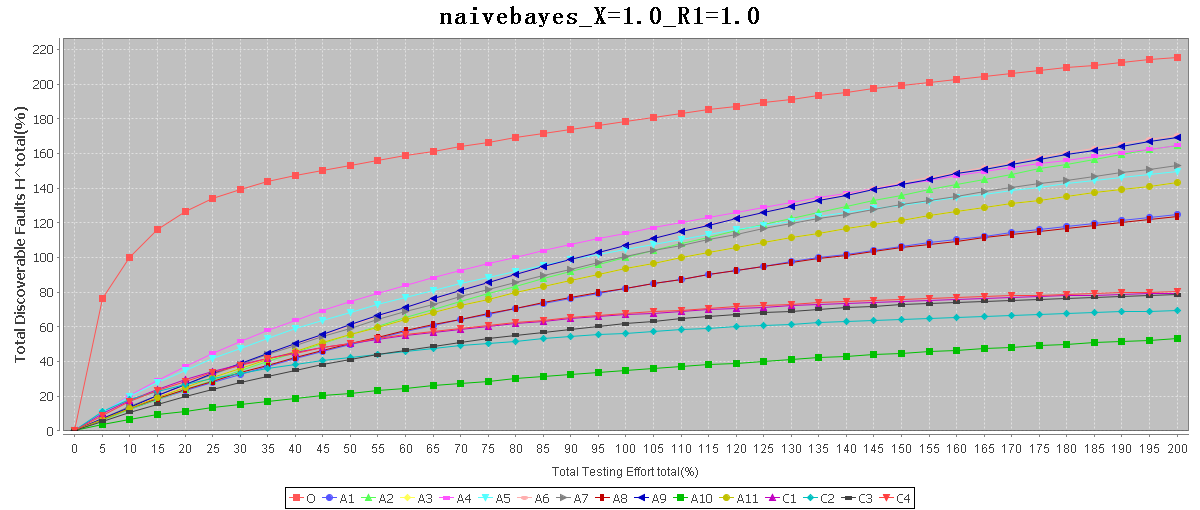 naivebayes_X=1.0_R1=1.0
Total Discoverable Faults H^total(%)
220
200
180
160
140
120
100
80
60
40
20
0
0 5 10 15 20 25 30 35 40 45 50 55 60 65 70 75 80 85 90 95 100 105 110 115 120 125 130 135 140 145 150 155 160 165 170 175 180 185 190 195 200
Total Testing Effort total(%)
O A1 A2 A3 A4 A5 A6 A7 A8 A9 A10 A11 C1 C2 C3 C4